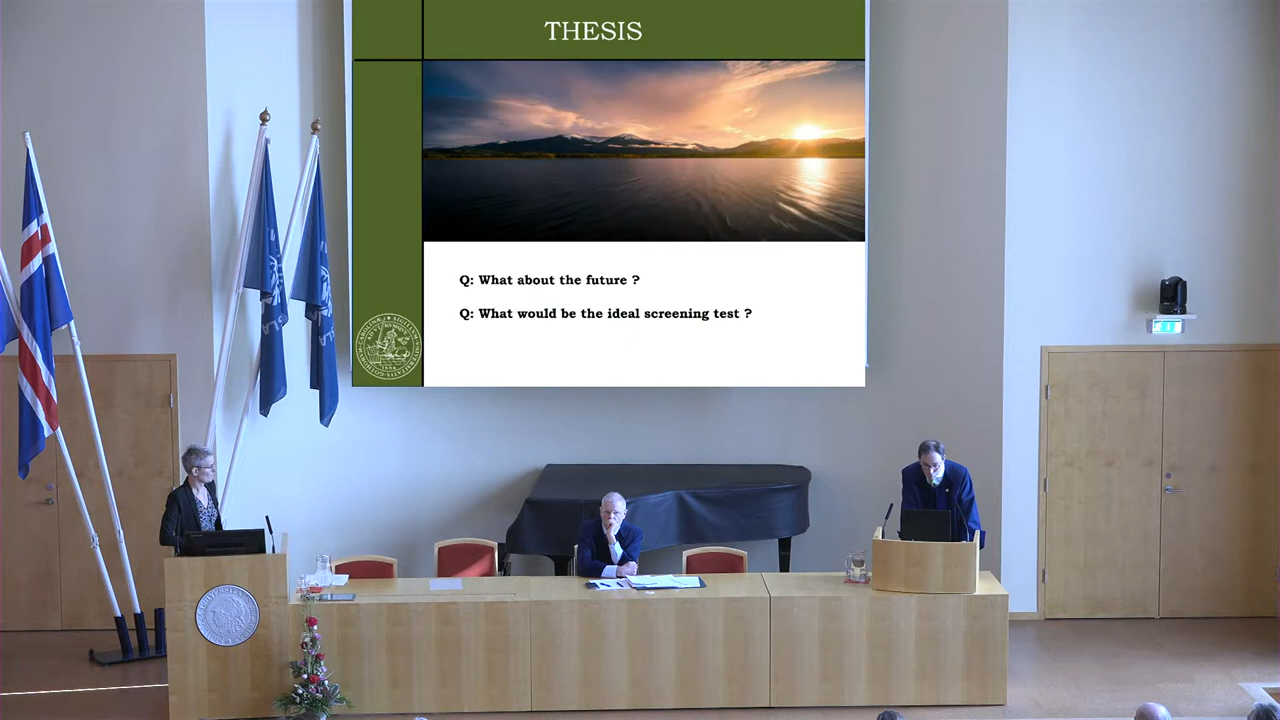 THESIS
Q: What about the future ?
Q: What would be the ideal screening test ?